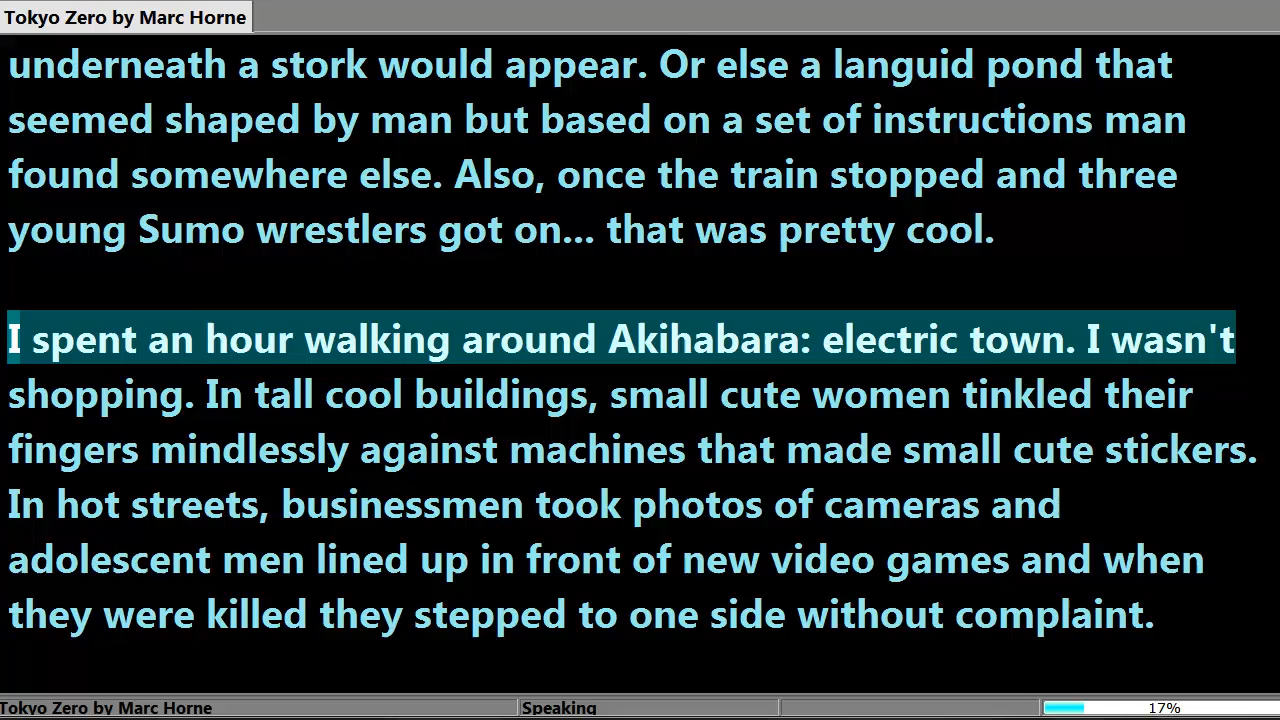 Tokyo Zero by Marc Horne
underneath a stork would appear. Or else a languid pond that
seemed shaped by man but based on a set of instructions man
found somewhere else. Also, once the train stopped and three
young Sumo wrestlers got on... that was pretty cool.
I spent an hour walking around Akihabara: electric town. I wasn't
shopping. In tall cool buildings, small cute women tinkled their
fingers mindlessly against machines that made small cute stickers.
In hot streets, businessmen took photos of cameras and
adolescent men lined up in front of new video games and when
they were killed they stepped to one side without complaint.
Tokyo Zero by Marc Horne Speaking 17%